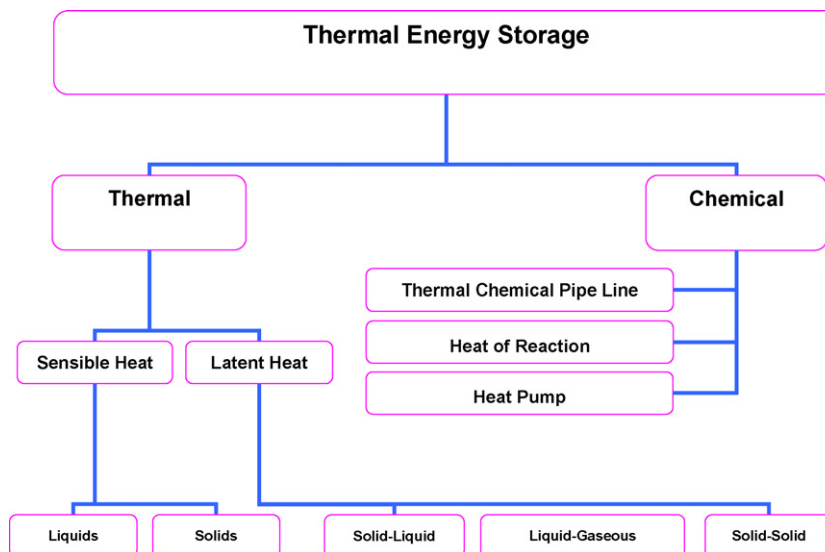 Thermal Energy Storage
Thermal
Chemical
Thermal Chemical Pipe Line
Heat of Reaction
Sensible Heat
Latent Heat
Heat Pump
Liquids
Solids
Solid-Liquid
Liquid-Gaseous
Solid-Solid